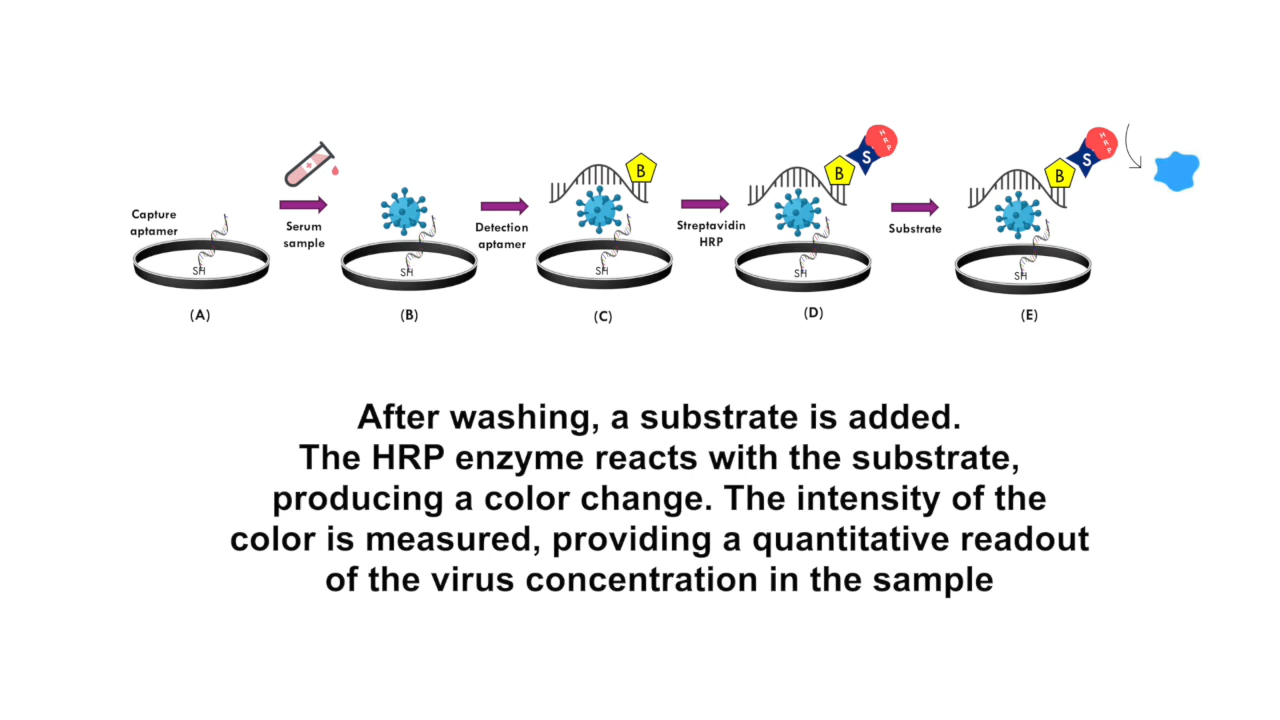 Capture
aptamer
SH
(A)
Serum
sample
SH
(B)
Detection
aptamer
B
SH
(C)
Streptavidin
HRP
B
S
HRP
SH
(D)
Substrate
B
S
HRP
SH
(E)
After washing, a substrate is added.
The HRP enzyme reacts with the substrate,
producing a color change. The intensity of the
color is measured, providing a quantitative readout
of the virus concentration in the sample